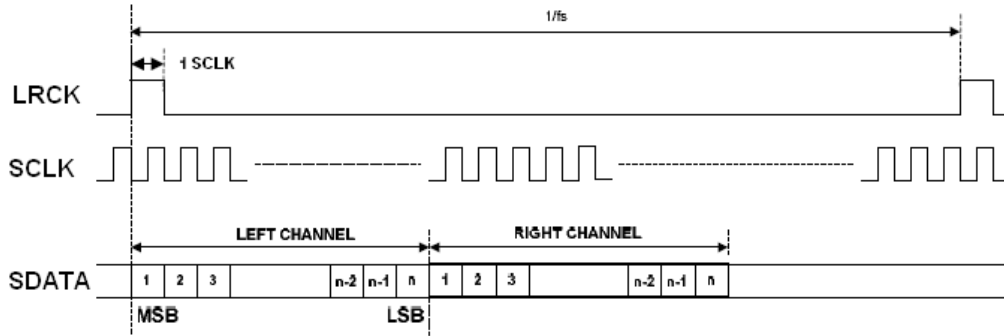 1/fs
1 SCLK
LRCK
SCLK
LEFT CHANNEL
RIGHT CHANNEL
SDATA
1 2 3 n-2 n-1 n 1 2 3 n-2 n-1 n
MSB LSB